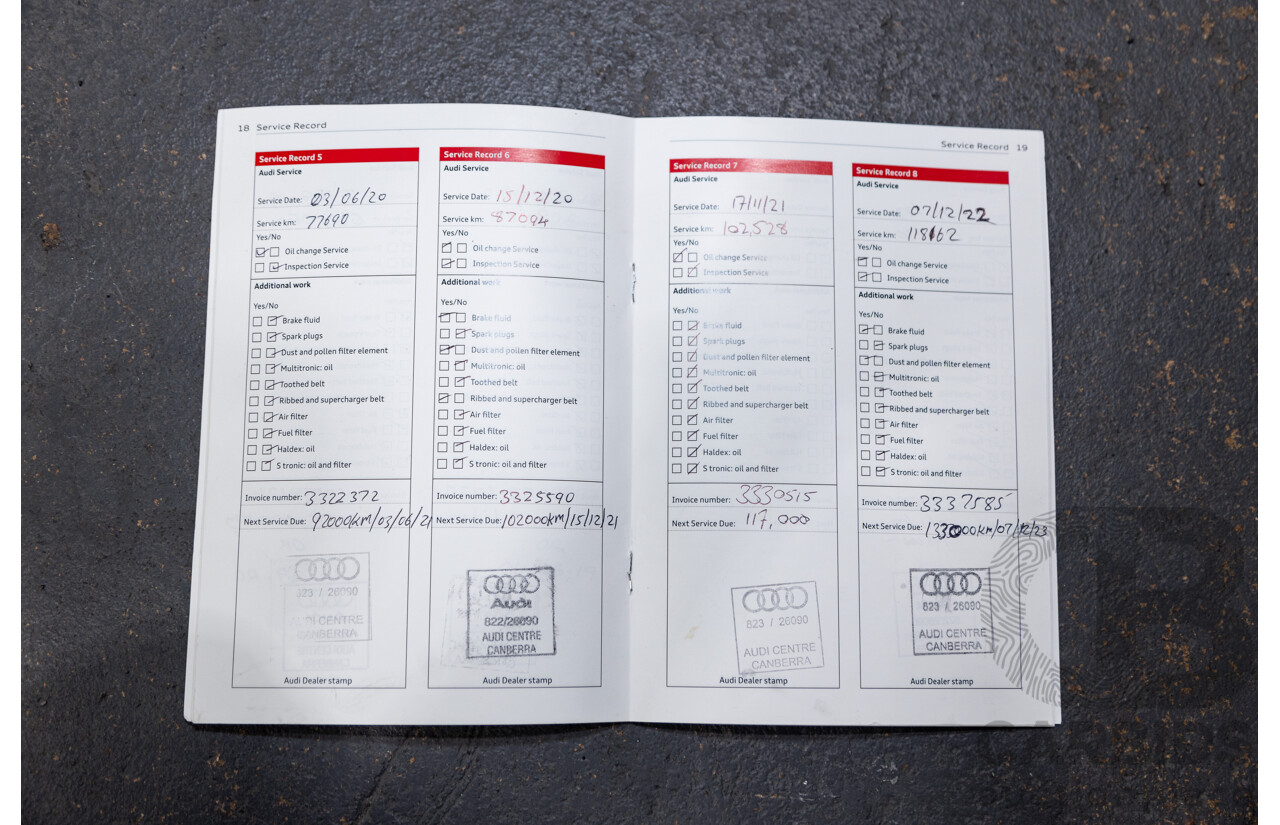 18 Service Record
Service Record 5
Audi Service
Service Date: 03/06/20
Service km: 77690
Yes/No
Oil change Service
Inspection Service
Additional work
Yes/No
Brake fluid
Spark plugs
Dust and pollen filter element
Multitronic: oil
Toothed belt
Ribbed and supercharger belt
Air filter
Fuel filter
Haldex: oil
S tronic: oil and filter
Invoice number: 3322372
Next Service Due: 92000km/03/06/21
823 / 26090
AUDI CENTRE
CANBERRA
Audi Dealer stamp
Service Record 6
Audi Service
Service Date: 15/12/20
Service km: 87094
Yes/No
Oil change Service
Inspection Service
Additional work
Yes/No
Brake fluid
Spark plugs
Dust and pollen filter element
Multitronic: oil
Toothed belt
Ribbed and supercharger belt
Air filter
Fuel filter
Haldex: oil
S tronic: oil and filter
Invoice number: 3325590
Next Service Due: 102000km/15/12/21
Audi
822/26090
AUDI CENTRE
CANBERRA
Audi Dealer stamp
Service Record 19
Service Record 7
Audi Service
Service Date: 17/11/21
Service km: 102,528
Yes/No
Oil change Service
Inspection Service
Additional work
Yes/No
Brake fluid
Spark plugs
Dust and pollen filter element
Multitronic: oil
Toothed belt
Ribbed and supercharger belt
Air filter
Fuel filter
Haldex: oil
S tronic: oil and filter
Invoice number: 3330515
Next Service Due: 117,000
823 / 26090
AUDI CENTRE
CANBERRA
Audi Dealer stamp
Service Record 8
Audi Service
Service Date: 07/12/22
Service km: 118162
Yes/No
Oil change Service
Inspection Service
Additional work
Yes/No
Brake fluid
Spark plugs
Dust and pollen filter element
Multitronic: oil
Toothed belt
Ribbed and supercharger belt
Air filter
Fuel filter
Haldex: oil
S tronic: oil and filter
Invoice number: 3337585
Next Service Due: 133000km/07/12/23
823 / 26090
AUDI CENTRE
CANBERRA
Audi Dealer stamp